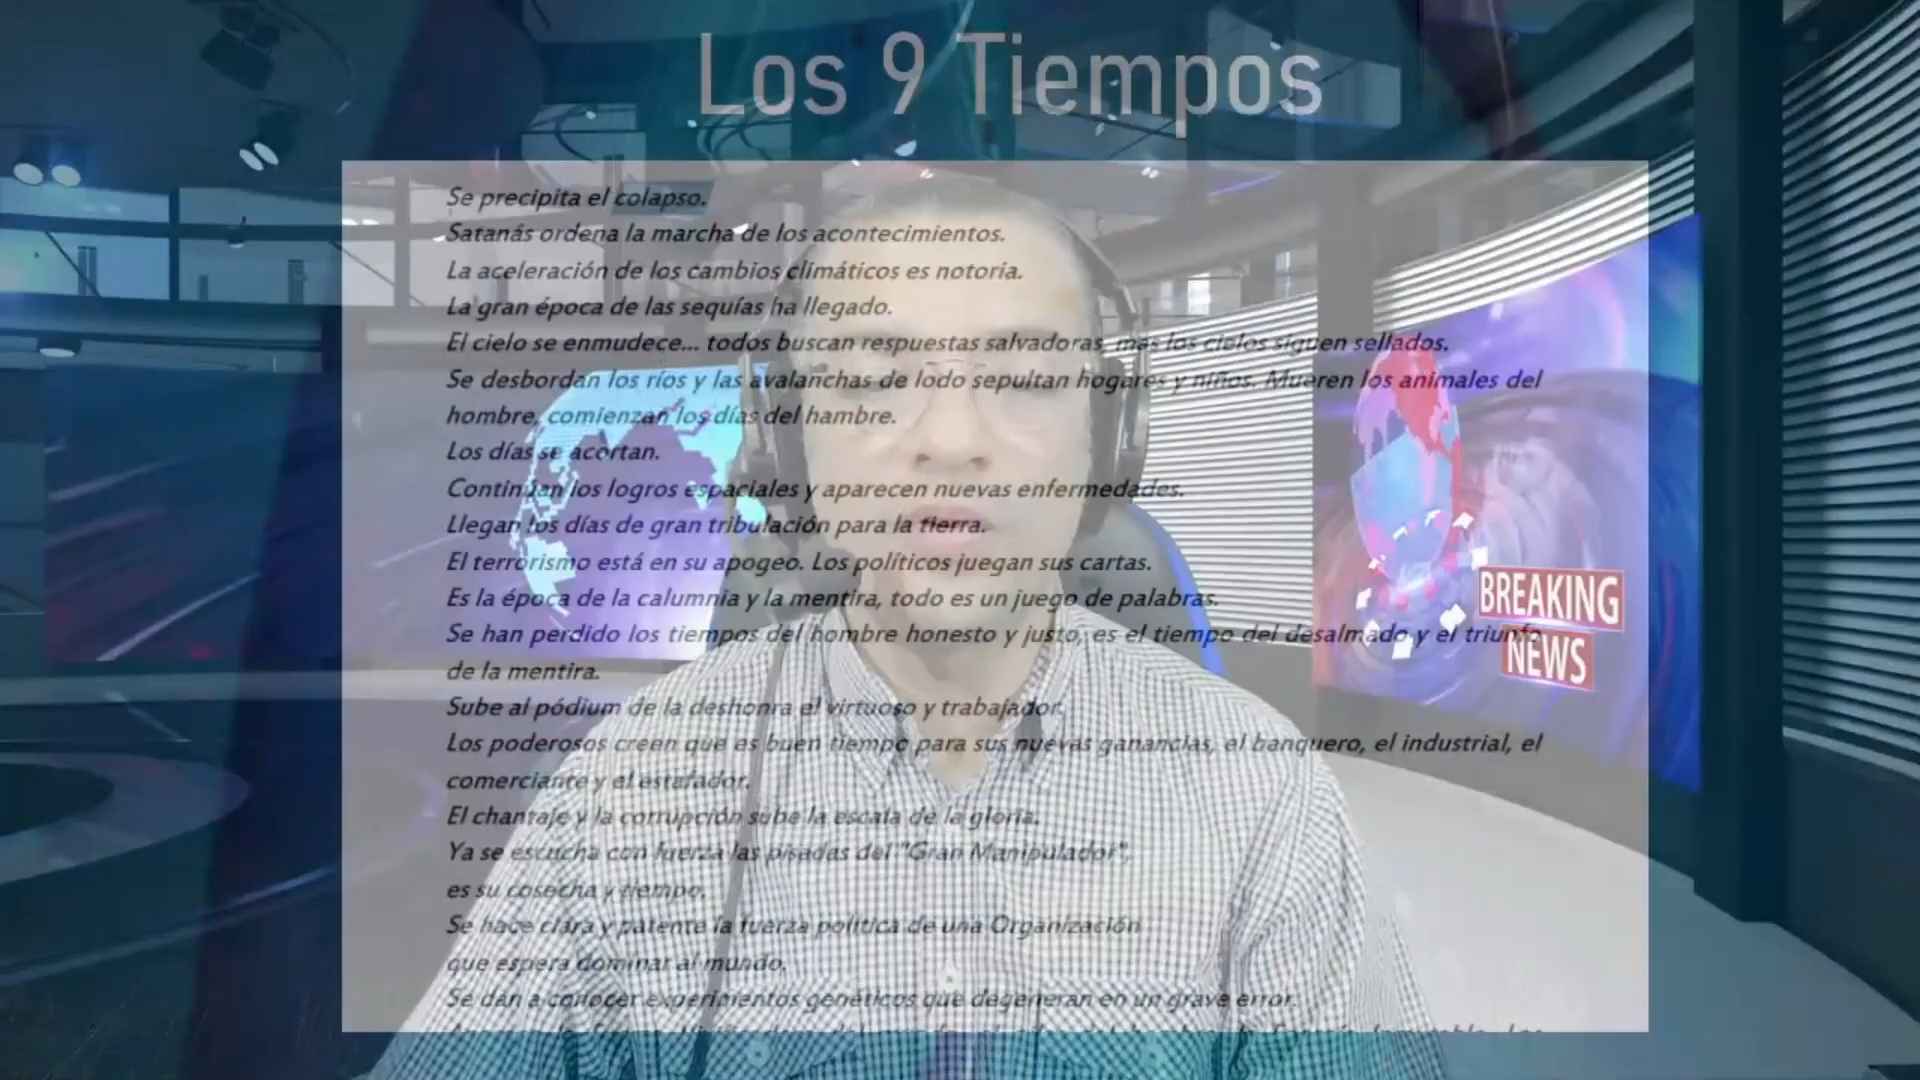 Los 9 Tiempos
Se precipita el colapso.
Satanás ordena la marcha de los acontecimientos.
La aceleración de los cambios climáticos es notoria.
La gran época de las sequías ha llegado.
El cielo se enmudece... todos buscan respuestas salvadoras, mas los cielos siguen sellados.
Se desbordan los ríos y las avalanchas de lodo sepultan hogares y niños. Mueren los animales del
hombre, comienzan los días del hambre.
Los días se acortan.
Continúan los logros espaciales y aparecen nuevas enfermedades.
Llegan los días de gran tribulación para la tierra.
El terrorismo está en su apogeo. Los políticos juegan sus cartas.
Es la época de la calumnia y la mentira, todo es un juego de palabras.
Se han perdido los tiempos del hombre honesto y justo, es el tiempo del desalmado y el triunfo
de la mentira.
Sube al pódium de la deshonra el virtuoso y trabajador.
Los poderosos creen que es buen tiempo para sus nuevas ganancias, el banquero, el industrial, el
comerciante y el estafador.
El chantaje y la corrupción sube la escala de la gloria.
Ya se escucha con fuerza las pisadas del "Gran Manipulador",
es su cosecha y tiempo.
Se hace clara y patente la fuerza política de una Organización
que espera dominar al mundo.
Se dan a conocer experimentos genéticos que degeneran en un grave error.
BREAKING
NEWS